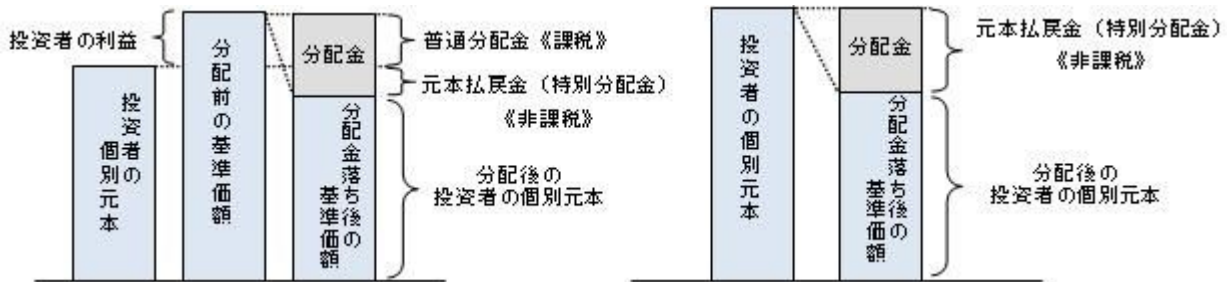 投資者の利益
投資者の
個別元本
分配前の基準価額
分配金
分配金落ち後の
基準価額
普通分配金《課税》
元本払戻金（特別分配金）
《非課税》
分配後の
投資者の個別元本
投資者の個別元本
分配金
分配金落ち後の
基準価額
元本払戻金（特別分配金）
《非課税》
分配後の
投資者の個別元本